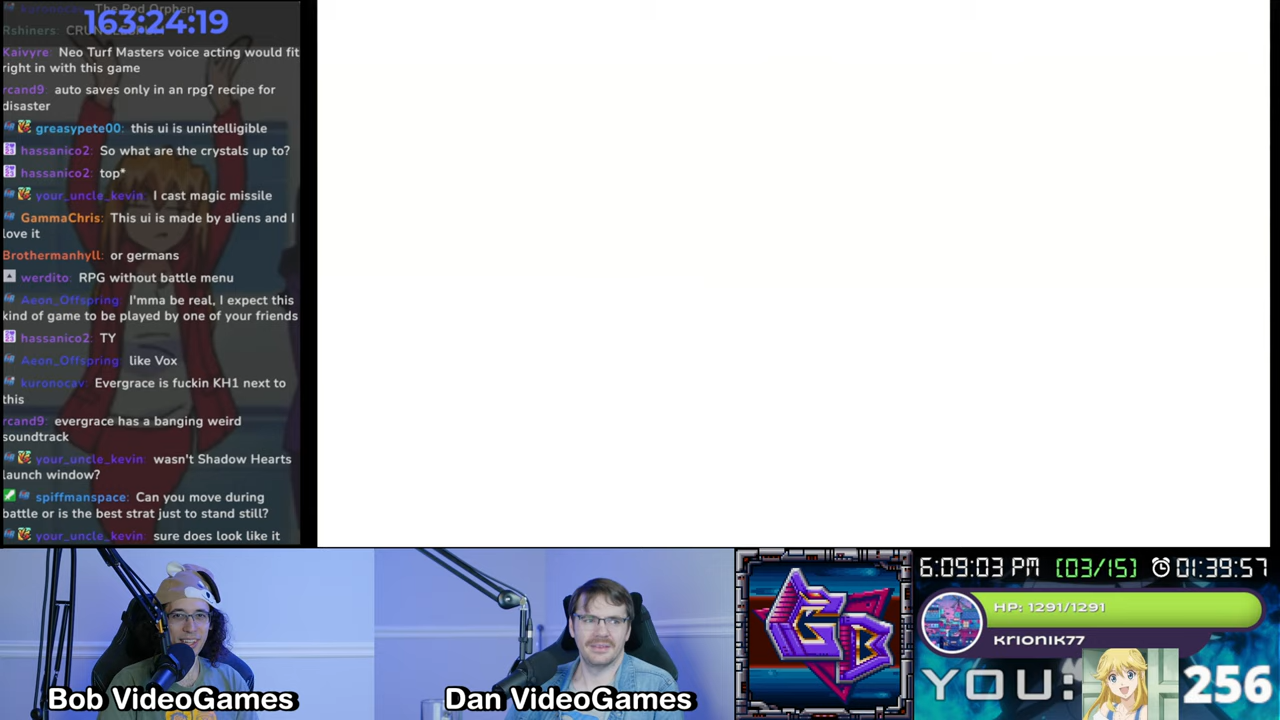 kuronocav: The Pod Orphen
163:24:19
Rshiners:
Kaivyre: Neo Turf Masters voice acting would fit
right in with this game
rcand9: auto saves only in an rpg? recipe for
disaster
greasypete00: this ui is unintelligible
hassanico2: So what are the crystals up to?
hassanico2: top*
your_uncle_kevin: I cast magic missile
GammaChris: This ui is made by aliens and I
love it
Brothermanhyll: or germans
werdito: RPG without battle menu
Aeon_Offspring: I'mma be real, I expect this
kind of game to be played by one of your friends
hassanico2: TY
Aeon_Offspring: like Vox
kuronocav: Evergrace is fuckin KH1 next to
this
rcand9: evergrace has a banging weird
soundtrack
your_uncle_kevin: wasn't Shadow Hearts
launch window?
spiffmanspace: Can you move during
battle or is the best strat just to stand still?
your_uncle_kevin: sure does look like it
Bob VideoGames
Dan VideoGames
GB
6:09:03 PM [03/15] 01:39:57
HP: 1291/1291
Krionik77
YOU: 256